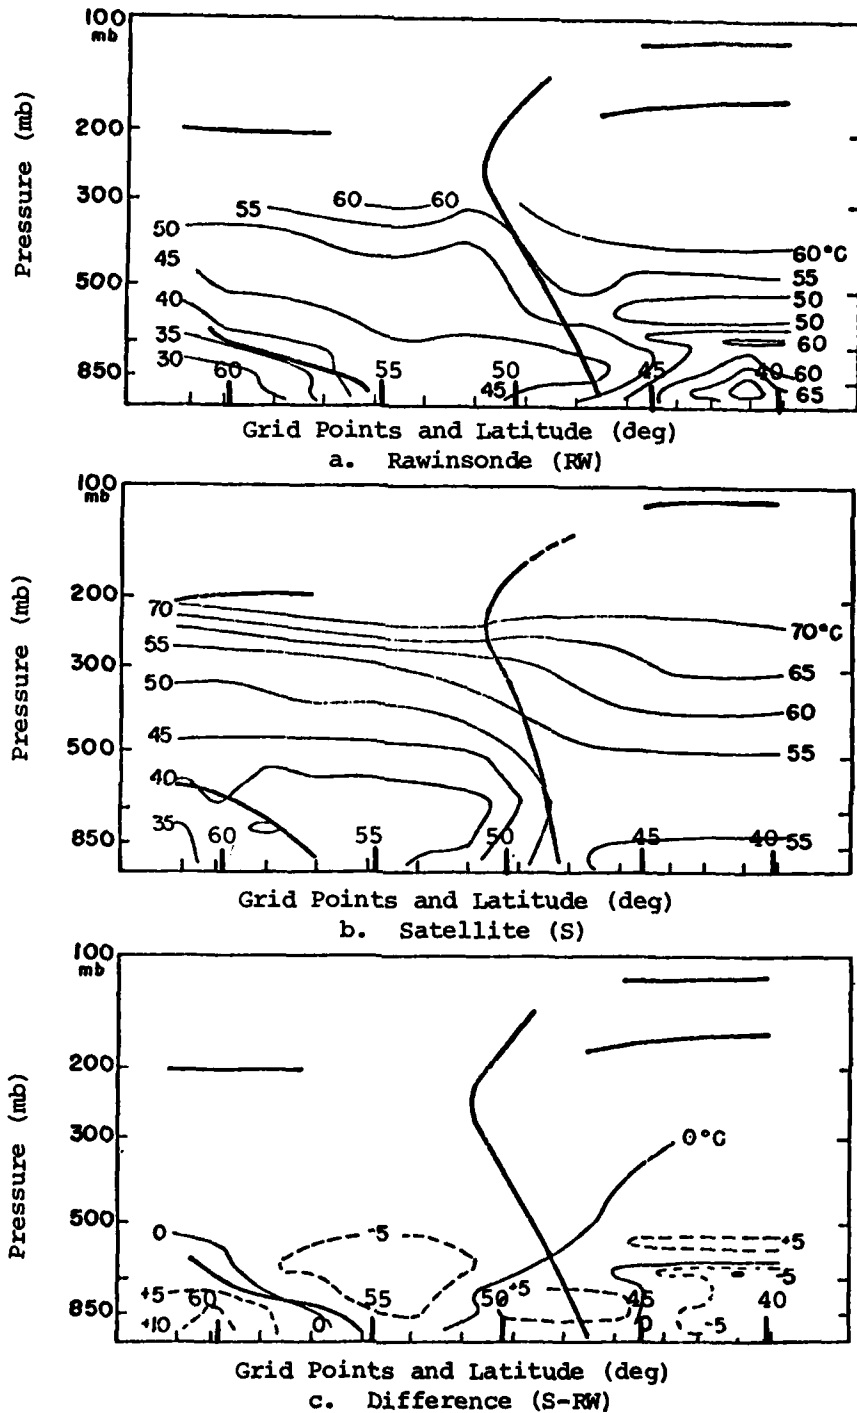 100
mb
200
300
500
850
Pressure (mb)
55 60 60
50
45
40
35
30
60 55 50 45 40
45
60°C
55
50
50
60
60
65
Grid Points and Latitude (deg)
a. Rawinsonde (RW)
100
mb
200
300
500
850
Pressure (mb)
70
55
50
45
40
35
60 55 50 45 40
70°C
65
60
55
55
Grid Points and Latitude (deg)
b. Satellite (S)
100
mb
200
300
500
850
Pressure (mb)
0°C
0 -5 +5
-5
+5 60 55 50 +5 45 40
+10 0 0 -5
Grid Points and Latitude (deg)
c. Difference (S-RW)